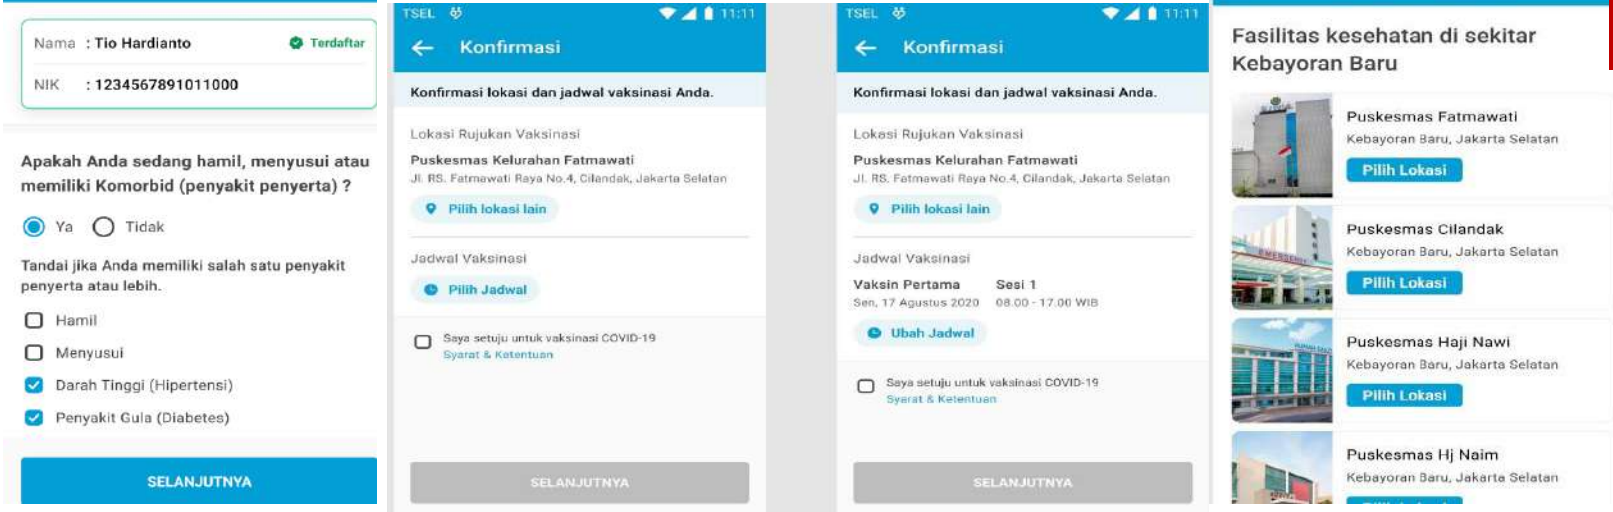 Nama : Tio Hardianto Terdaftar
NIK : 1234567891011000
Apakah Anda sedang hamil, menyusui atau
memiliki Komorbid (penyakit penyerta) ?
Ya Tidak
Tandai jika Anda memiliki salah satu penyakit
penyerta atau lebih.
Hamil
Menyusui
Darah Tinggi (Hipertensi)
Penyakit Gula (Diabetes)
SELANJUTNYA
TSEL 11:11
Konfirmasi
Konfirmasi lokasi dan jadwal vaksinasi Anda.
Lokasi Rujukan Vaksinasi
Puskesmas Kelurahan Fatmawati
Jl. RS. Fatmawati Raya No.4, Cilandak, Jakarta Selatan
Pilih lokasi lain
Jadwal Vaksinasi
Pilih Jadwal
Saya setuju untuk vaksinasi COVID-19
Syarat & Ketentuan
SELANJUTNYA
TSEL 11:11
Konfirmasi
Konfirmasi lokasi dan jadwal vaksinasi Anda.
Lokasi Rujukan Vaksinasi
Puskesmas Kelurahan Fatmawati
Jl. RS. Fatmawati Raya No.4, Cilandak, Jakarta Selatan
Pilih lokasi lain
Jadwal Vaksinasi
Vaksin Pertama Sesi 1
Sen, 17 Agustus 2020 08.00 - 17.00 WIB
Ubah Jadwal
Saya setuju untuk vaksinasi COVID-19
Syarat & Ketentuan
SELANJUTNYA
Fasilitas kesehatan di sekitar
Kebayoran Baru
Puskesmas Fatmawati
Kebayoran Baru, Jakarta Selatan
Pilih Lokasi
EMERGENCY
Puskesmas Cilandak
Kebayoran Baru, Jakarta Selatan
Pilih Lokasi
Puskesmas Haji Nawi
Kebayoran Baru, Jakarta Selatan
Pilih Lokasi
Puskesmas Hj Naim
Kebayoran Baru, Jakarta Selatan